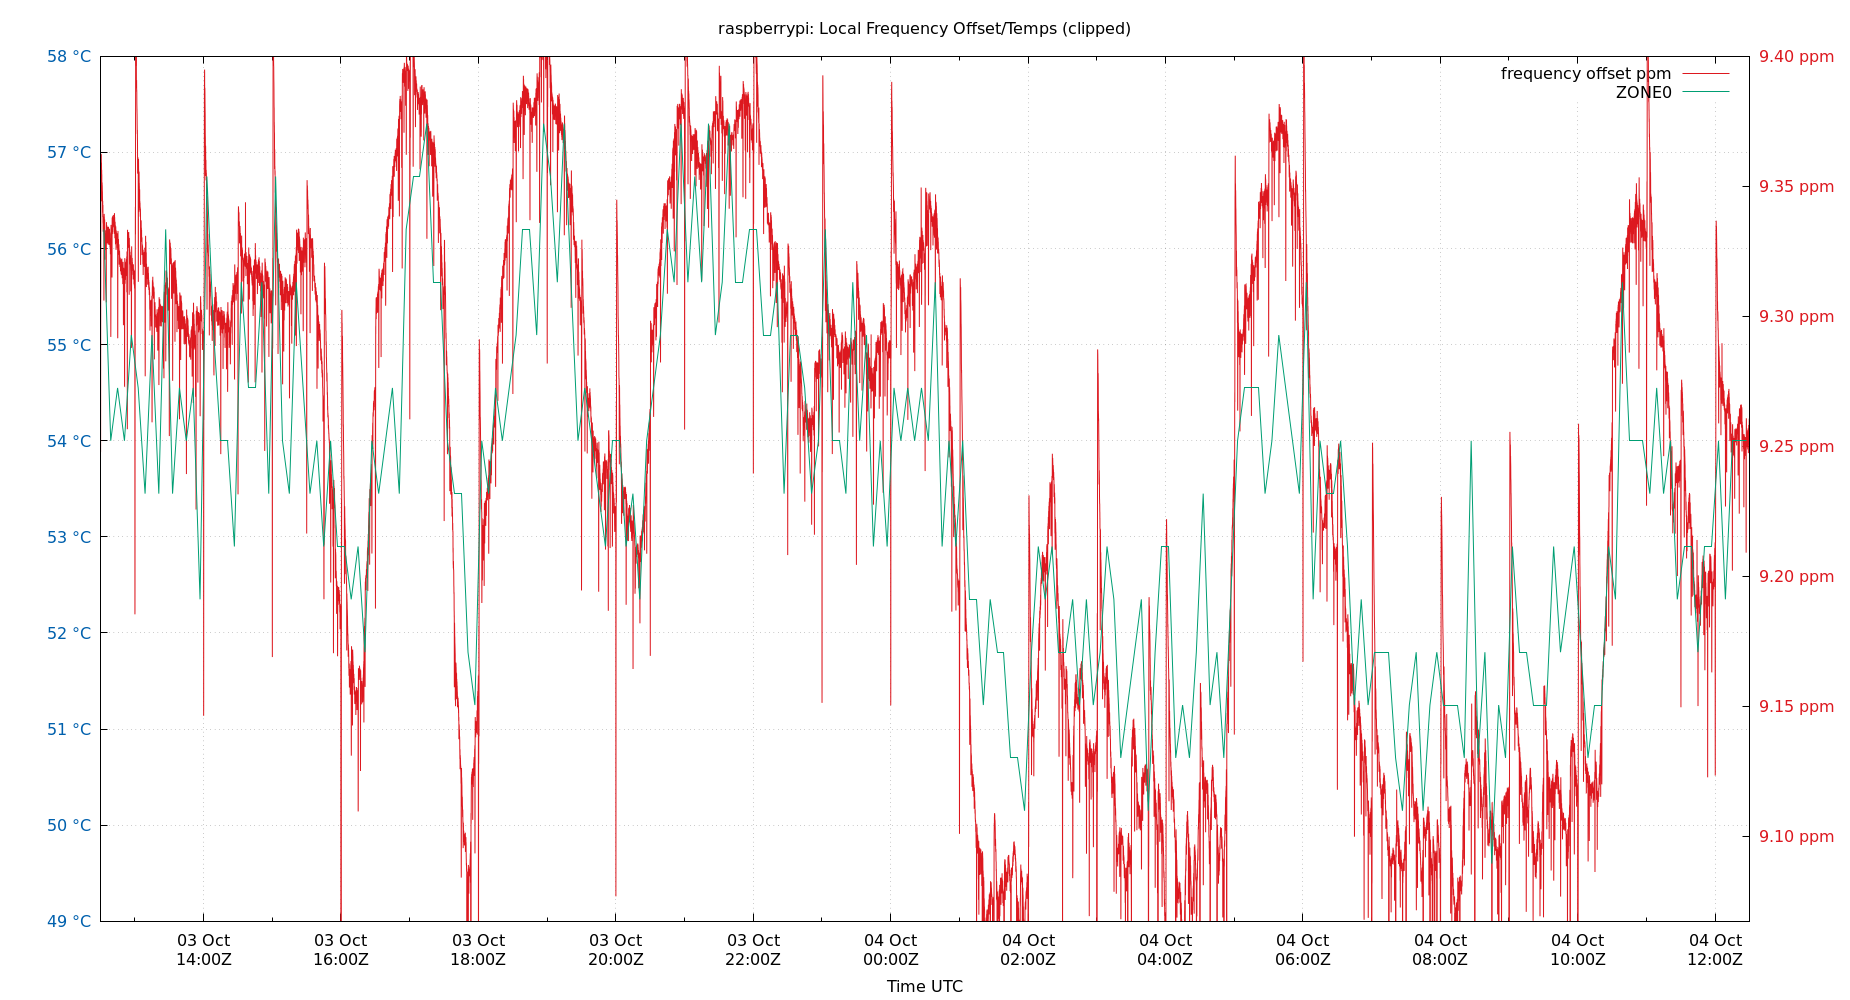 raspberrypi: Local Frequency Offset/Temps (clipped)
58 °C
57 °C
56 °C
55 °C
54 °C
53 °C
52 °C
51 °C
50 °C
49 °C
9.40 ppm
9.35 ppm
9.30 ppm
9.25 ppm
9.20 ppm
9.15 ppm
9.10 ppm
frequency offset ppm
ZONE0
03 Oct 14:00Z
03 Oct 16:00Z
03 Oct 18:00Z
03 Oct 20:00Z
03 Oct 22:00Z
04 Oct 00:00Z
04 Oct 02:00Z
04 Oct 04:00Z
04 Oct 06:00Z
04 Oct 08:00Z
04 Oct 10:00Z
04 Oct 12:00Z
Time UTC